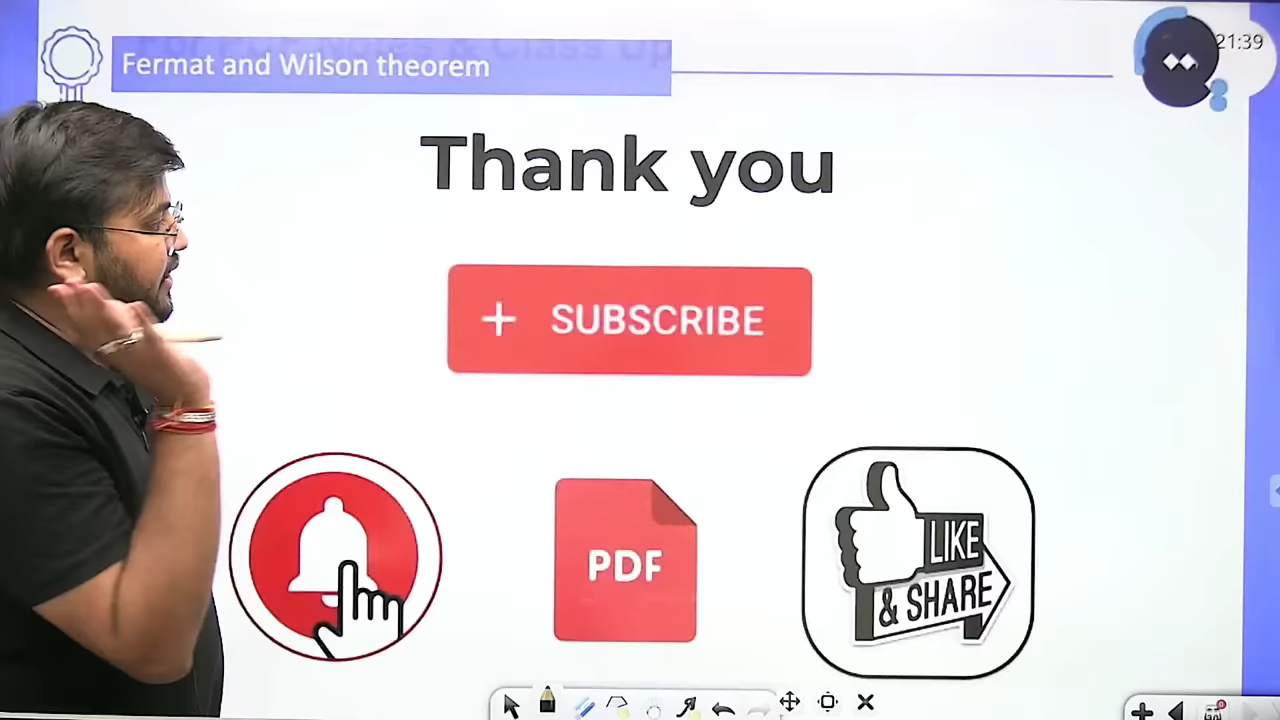 21:39
Fermat and Wilson theorem
Thank you
+ SUBSCRIBE
PDF
LIKE
& SHARE